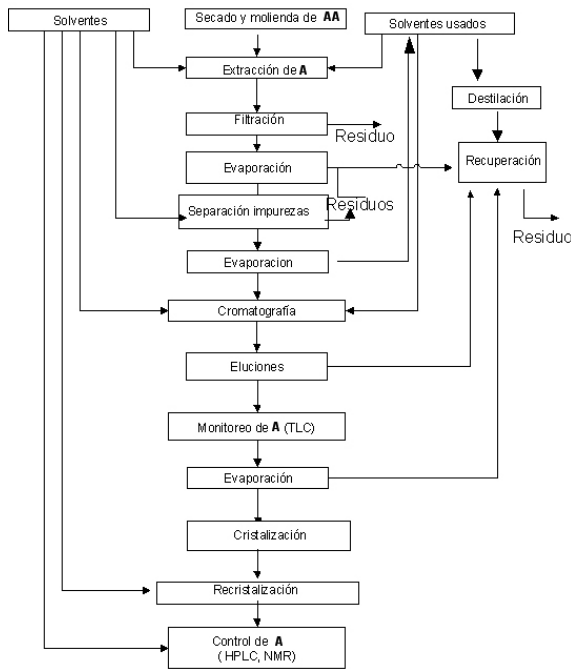 Solventes
Secado y molienda de AA
Solventes usados
Extracción de A
Destilación
Filtración
Residuo
Evaporación
Recuperación
Residuos
Separación impurezas
Residuo
Evaporacion
Cromatografía
Eluciones
Monitoreo de A (TLC)
Evaporación
Cristalización
Recristalización
Control de A
( HPLC, NMR)